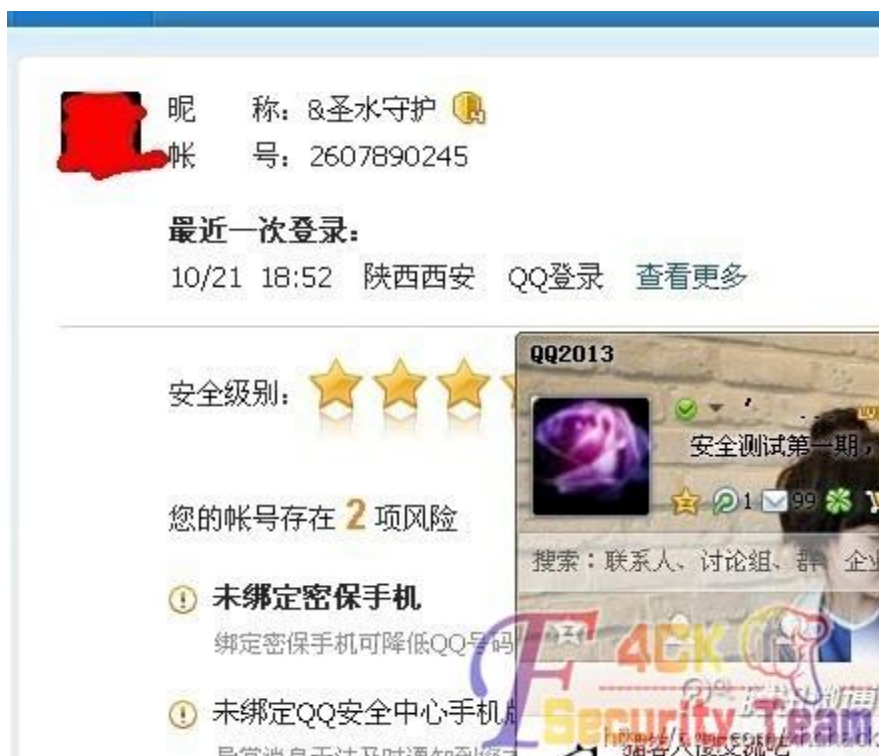 昵 称：&圣水守护
帐 号：2607890245
最近一次登录：
10/21 18:52 陕西西安 QQ登录 查看更多
安全级别：
QQ2013
安全测试第一期，
1 99
您的帐号存在 2 项风险
搜索：联系人、讨论组、群、企业
未绑定密保手机
绑定密保手机可降低QQ号码
未绑定QQ安全中心手机版
F4CK
Security Team